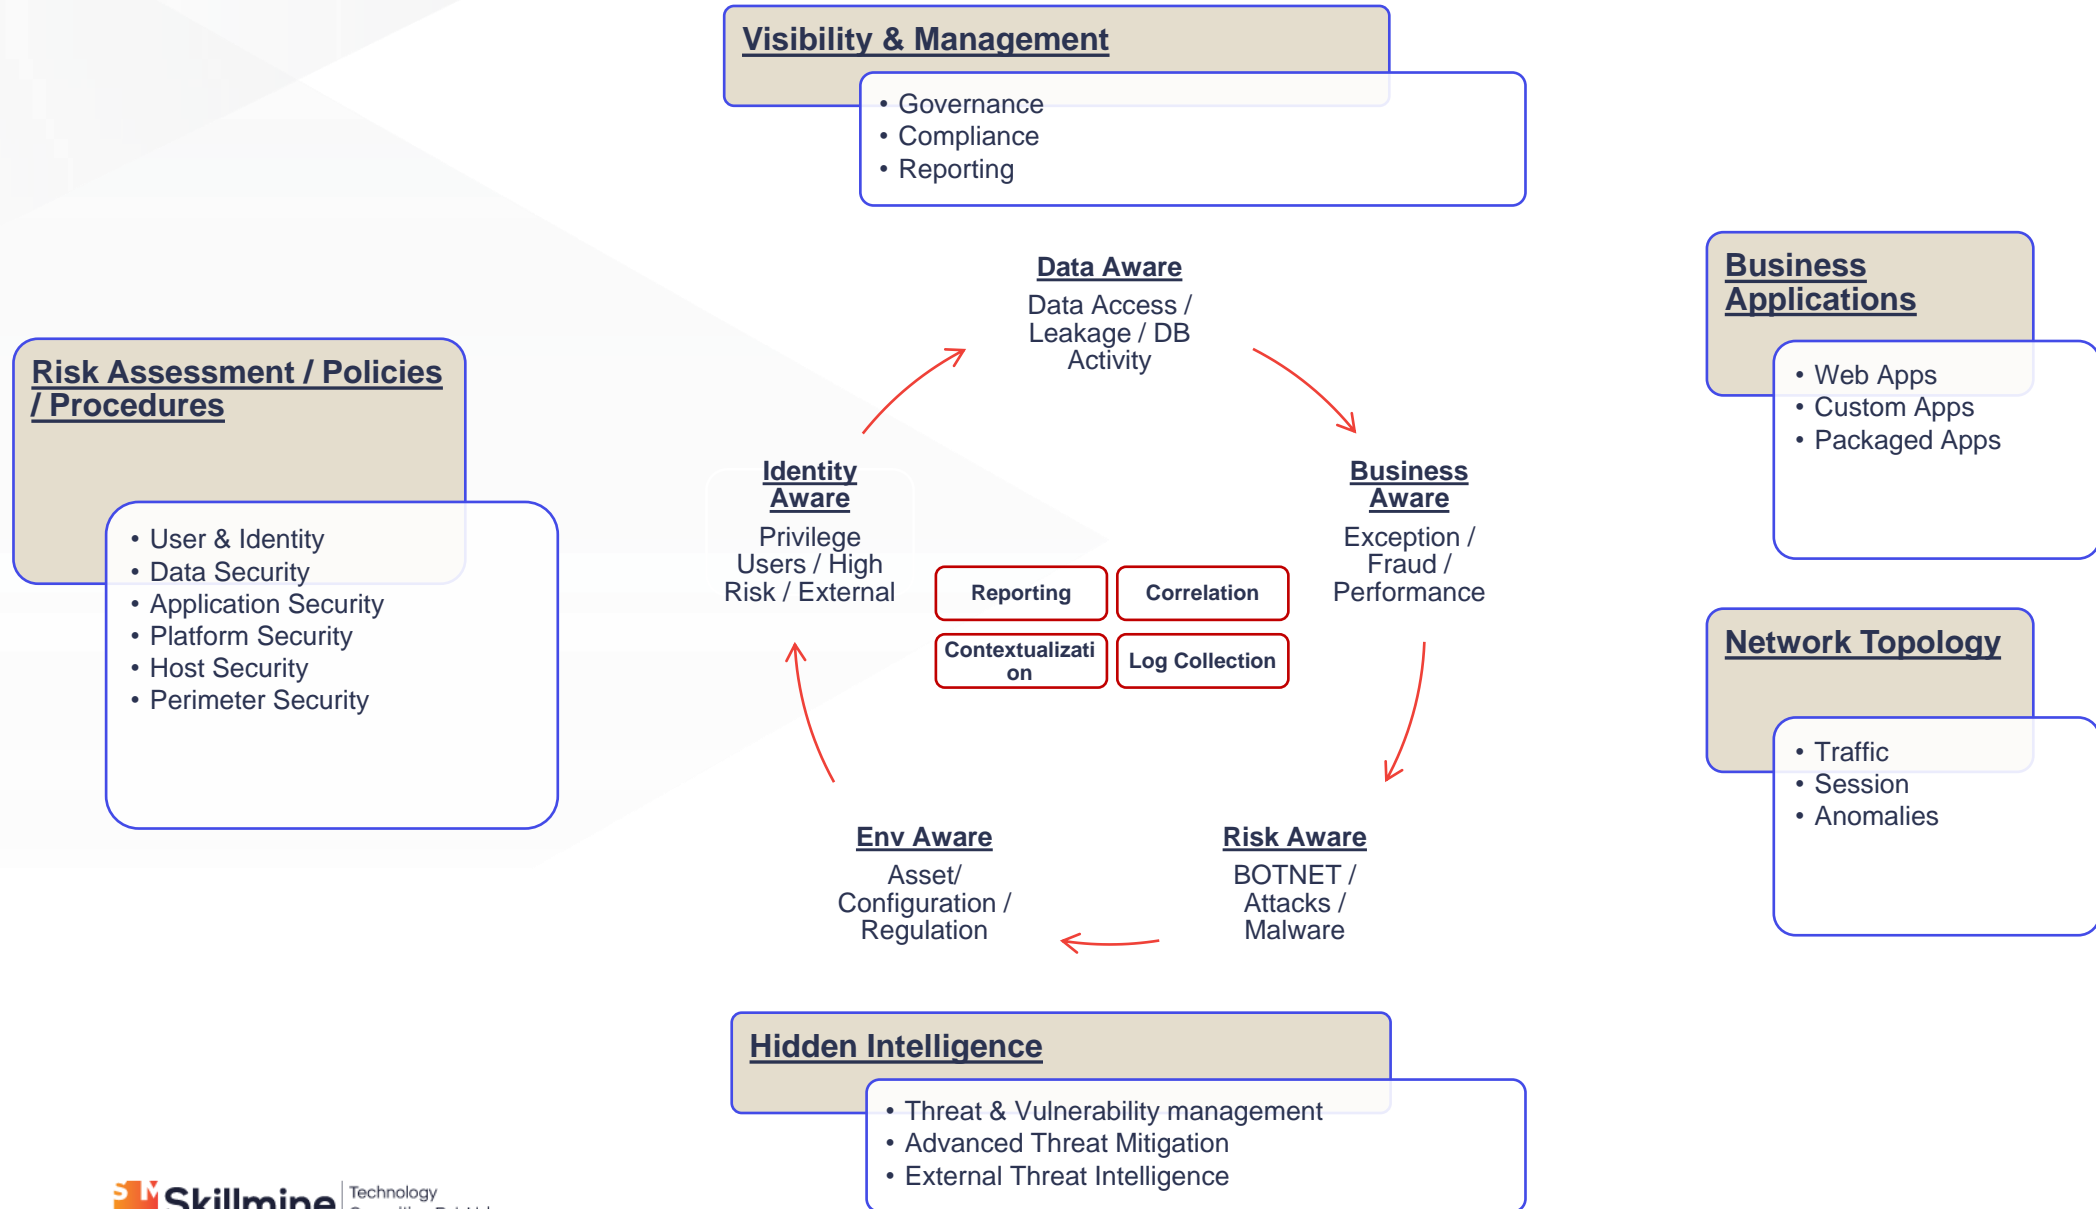 Visibility & Management
• Governance
• Compliance
• Reporting
Risk Assessment / Policies
/ Procedures
• User & Identity
• Data Security
• Application Security
• Platform Security
• Host Security
• Perimeter Security
Data Aware
Data Access /
Leakage / DB
Activity
Business
Aware
Exception /
Fraud /
Performance
Risk Aware
BOTNET /
Attacks /
Malware
Env Aware
Asset/
Configuration /
Regulation
Identity
Aware
Privilege
Users / High
Risk / External
Reporting
Correlation
Contextualizati
on
Log Collection
Business
Applications
• Web Apps
• Custom Apps
• Packaged Apps
Network Topology
• Traffic
• Session
• Anomalies
Hidden Intelligence
• Threat & Vulnerability management
• Advanced Threat Mitigation
• External Threat Intelligence
SM
Skillmine
Technology